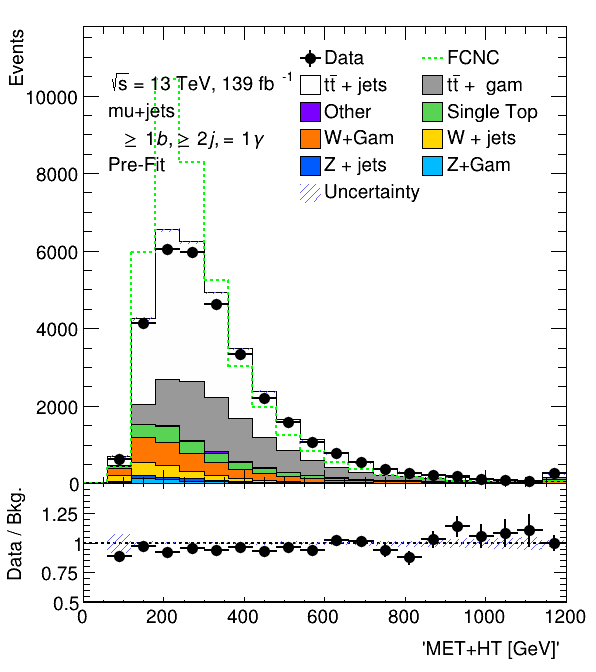 Events
10000
8000
6000
4000
2000
0
√s = 13 TeV, 139 fb⁻¹
mu+jets
≥ 1b, ≥ 2j, = 1γ
Pre-Fit
Data
FCNC
tt̄ + jets
tt̄ + gam
Other
Single Top
W+Gam
W + jets
Z + jets
Z+Gam
Uncertainty
Data / Bkg.
1.25
1
0.75
0.5
0 200 400 600 800 1000 1200
'MET+HT [GeV]'